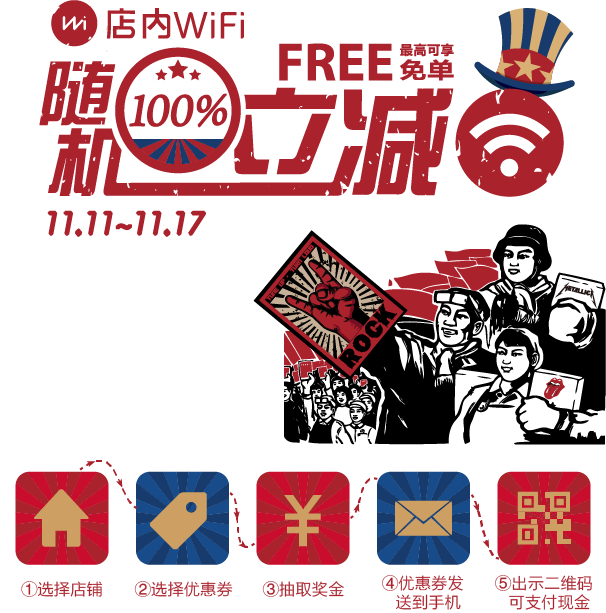 Wi 店内WiFi
FREE 最高可享
免单
随机 100% 立减
11.11~11.17
METALLICA
ROCK
①选择店铺
②选择优惠券
③抽取奖金
④优惠券发
送到手机
⑤出示二维码
可支付现金